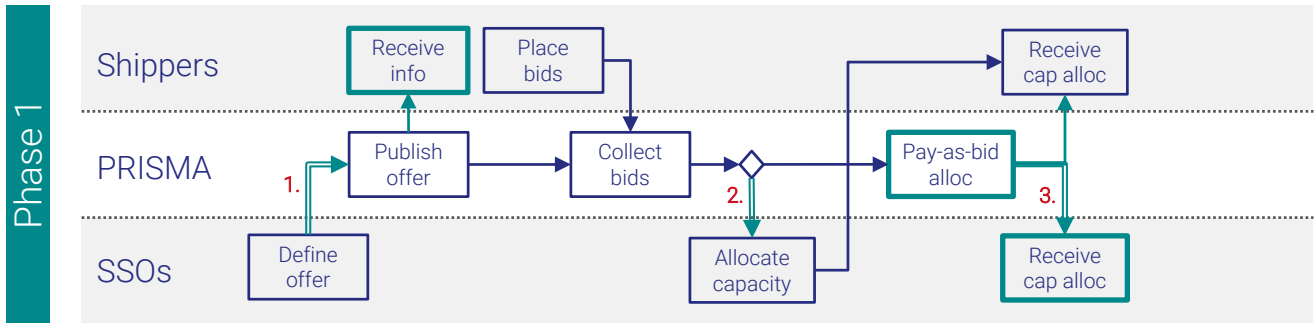 Phase 1
Shippers
Receive
info
Place
bids
Receive
cap alloc
PRISMA
1.
Publish
offer
Collect
bids
2.
Pay-as-bid
alloc
3.
SSOs
Define
offer
Allocate
capacity
Receive
cap alloc